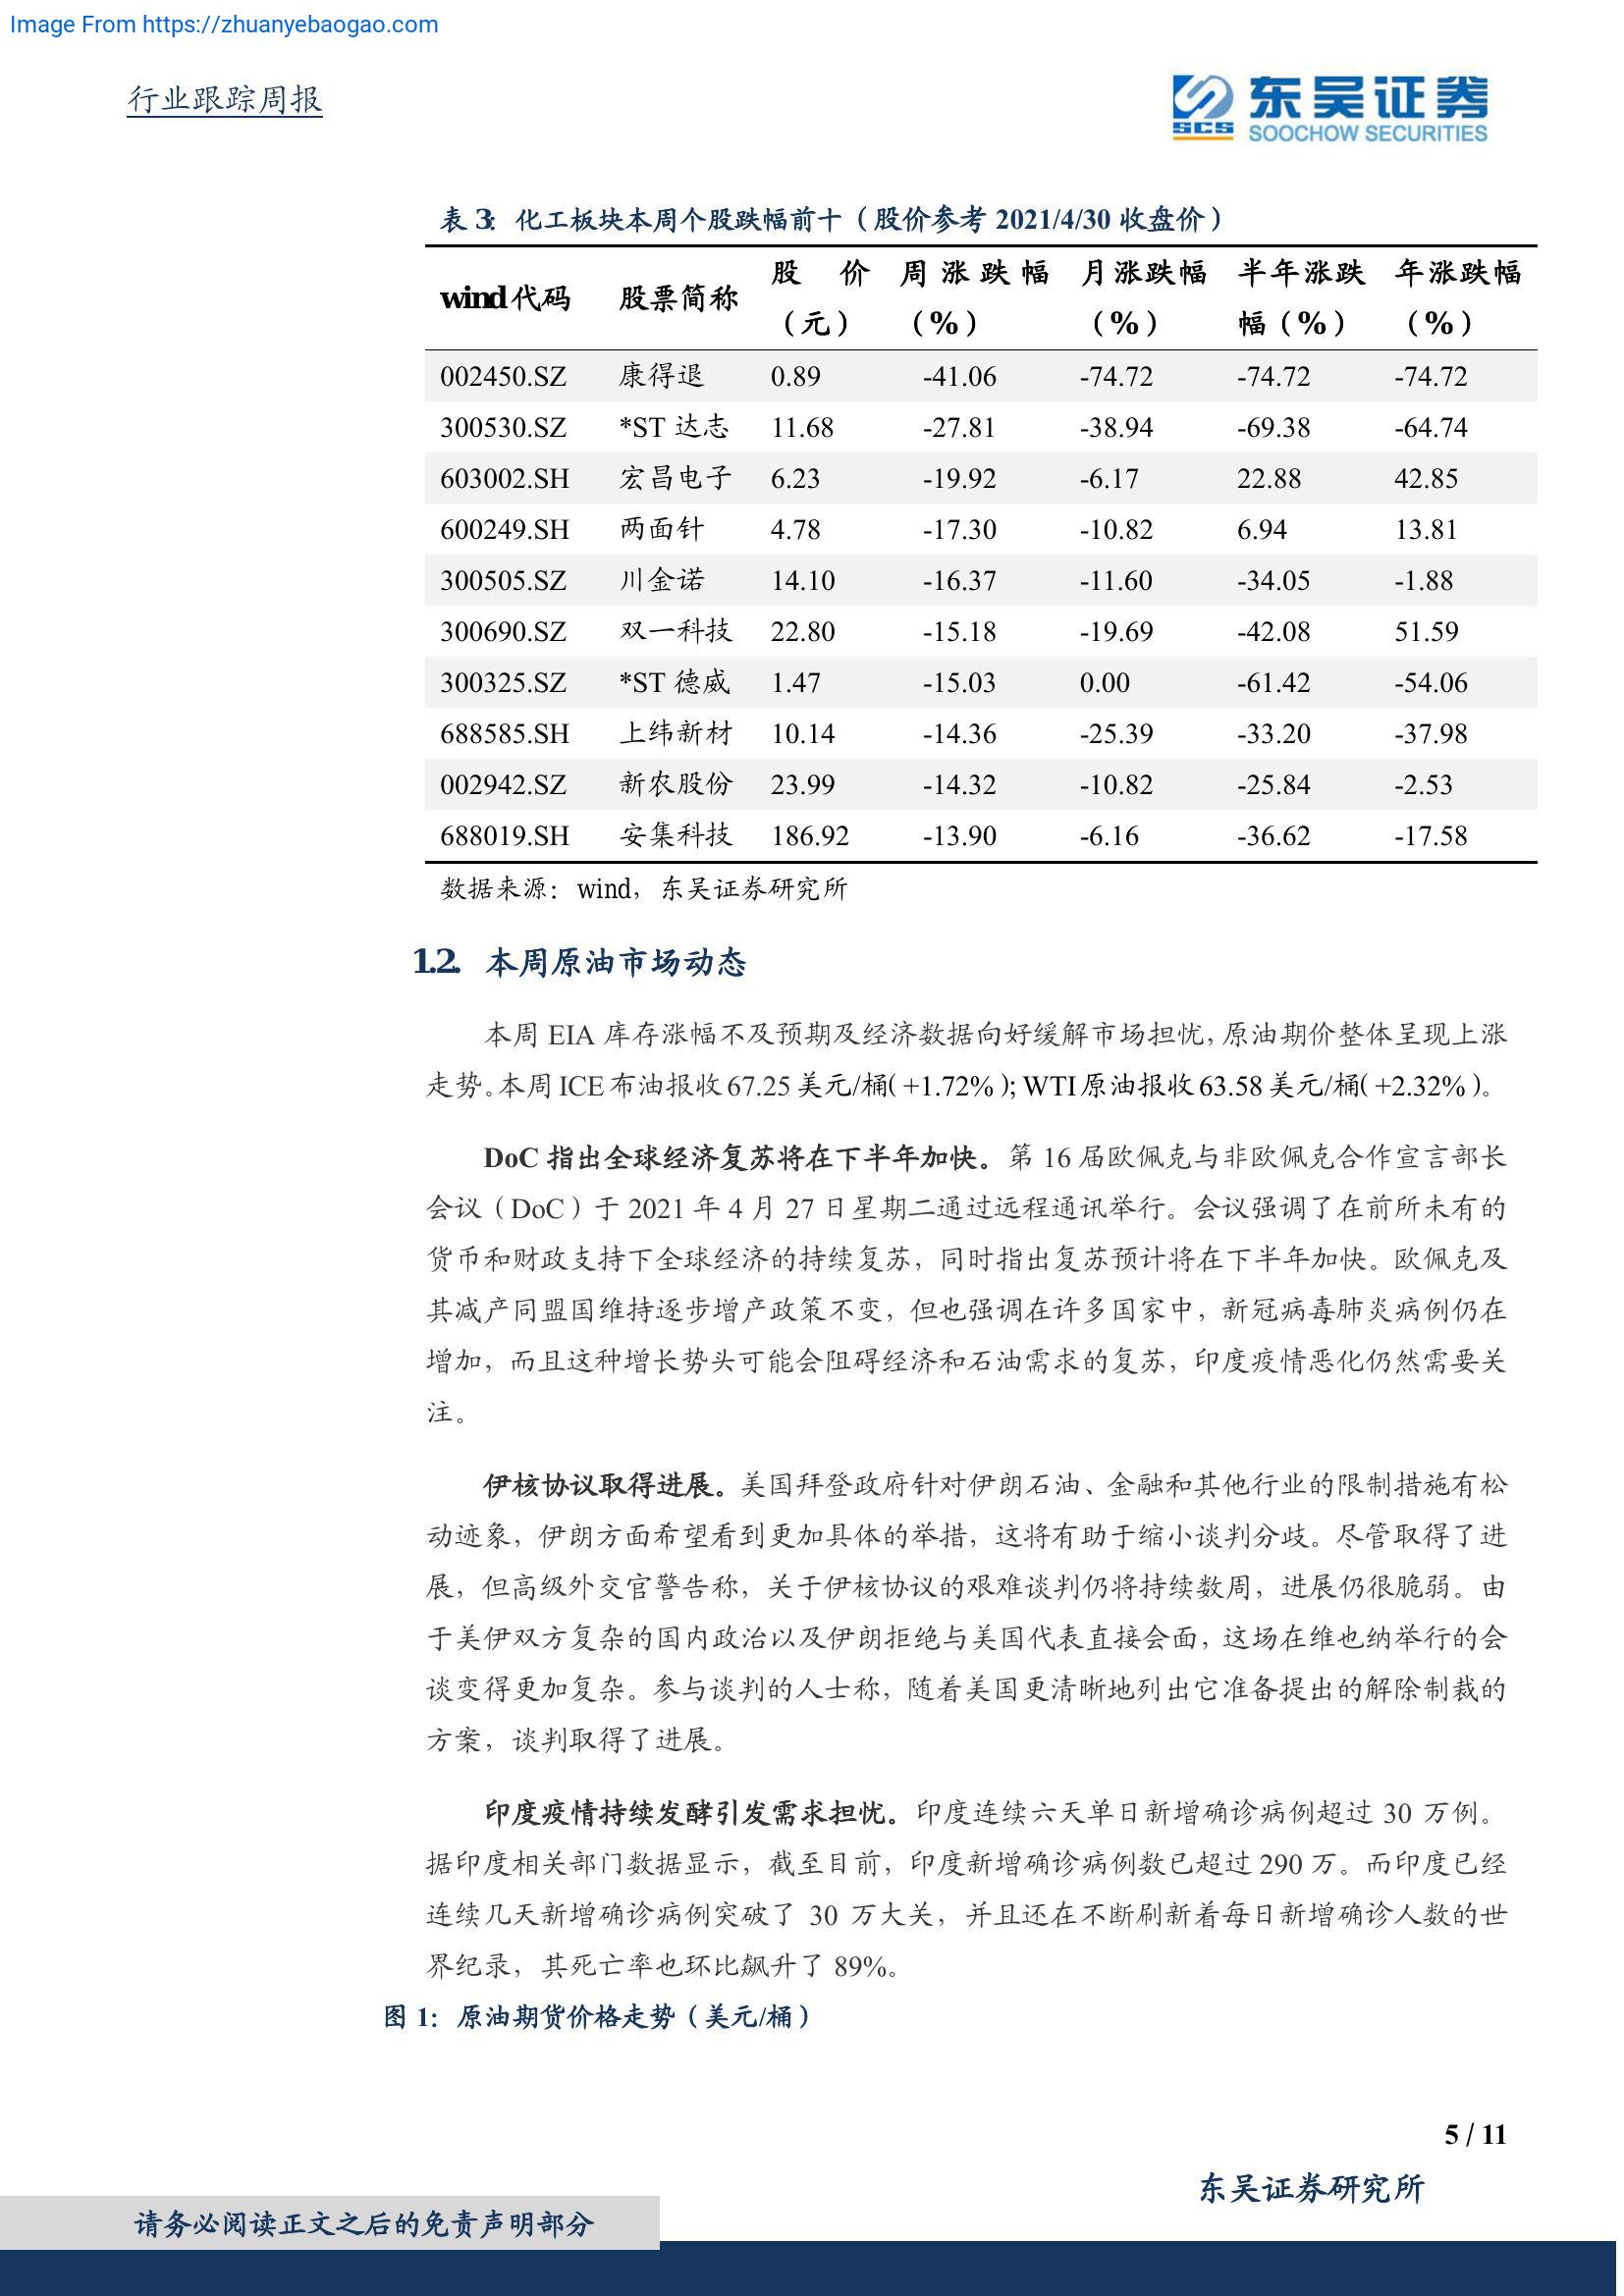 Image From https://zhuanyebaogao.com
行业跟踪周报
SCS 东吴证券
SOOCHOW SECURITIES
表 3: 化工板块本周个股跌幅前十（股价参考 2021/4/30 收盘价）
wind 代码 股票简称 股价（元） 周涨跌幅（%） 月涨跌幅（%） 半年涨跌幅（%） 年涨跌幅（%）
002450.SZ 康得退 0.89 -41.06 -74.72 -74.72 -74.72
300530.SZ *ST 达志 11.68 -27.81 -38.94 -69.38 -64.74
603002.SH 宏昌电子 6.23 -19.92 -6.17 22.88 42.85
600249.SH 两面针 4.78 -17.30 -10.82 6.94 13.81
300505.SZ 川金诺 14.10 -16.37 -11.60 -34.05 -1.88
300690.SZ 双一科技 22.80 -15.18 -19.69 -42.08 51.59
300325.SZ *ST 德威 1.47 -15.03 0.00 -61.42 -54.06
688585.SH 上纬新材 10.14 -14.36 -25.39 -33.20 -37.98
002942.SZ 新农股份 23.99 -14.32 -10.82 -25.84 -2.53
688019.SH 安集科技 186.92 -13.90 -6.16 -36.62 -17.58
数据来源：wind，东吴证券研究所
1.2. 本周原油市场动态
本周 EIA 库存涨幅不及预期及经济数据向好缓解市场担忧，原油期价整体呈现上涨
走势。本周 ICE 布油报收 67.25 美元/桶（+1.72%）；WTI 原油报收 63.58 美元/桶（+2.32%）。
DoC 指出全球经济复苏将在下半年加快。第 16 届欧佩克与非欧佩克合作宣言部长
会议（DoC）于 2021 年 4 月 27 日星期二通过远程通讯举行。会议强调了在前所未有的
货币和财政支持下全球经济的持续复苏，同时指出复苏预计将在下半年加快。欧佩克及
其减产同盟国维持逐步增产政策不变，但也强调在许多国家中，新冠病毒肺炎病例仍在
增加，而且这种增长势头可能会阻碍经济和石油需求的复苏，印度疫情恶化仍然需要关
注。
伊核协议取得进展。美国拜登政府针对伊朗石油、金融和其他行业的限制措施有松
动迹象，伊朗方面希望看到更加具体的举措，这将有助于缩小谈判分歧。尽管取得了进
展，但高级外交官警告称，关于伊核协议的艰难谈判仍将持续数周，进展仍很脆弱。由
于美伊双方复杂的国内政治以及伊朗拒绝与美国代表直接会面，这场在维也纳举行的会
谈变得更加复杂。参与谈判的人士称，随着美国更清晰地列出它准备提出的解除制裁的
方案，谈判取得了进展。
印度疫情持续发酵引发需求担忧。印度连续六天单日新增确诊病例超过 30 万例。
据印度相关部门数据显示，截至目前，印度新增确诊病例数已超过 290 万。而印度已经
连续几天新增确诊病例突破了 30 万大关，并且还在不断刷新着每日新增确诊人数的世
界纪录，其死亡率也环比飙升了 89%。
图 1：原油期货价格走势（美元/桶）
5 / 11
东吴证券研究所
请务必阅读正文之后的免责声明部分